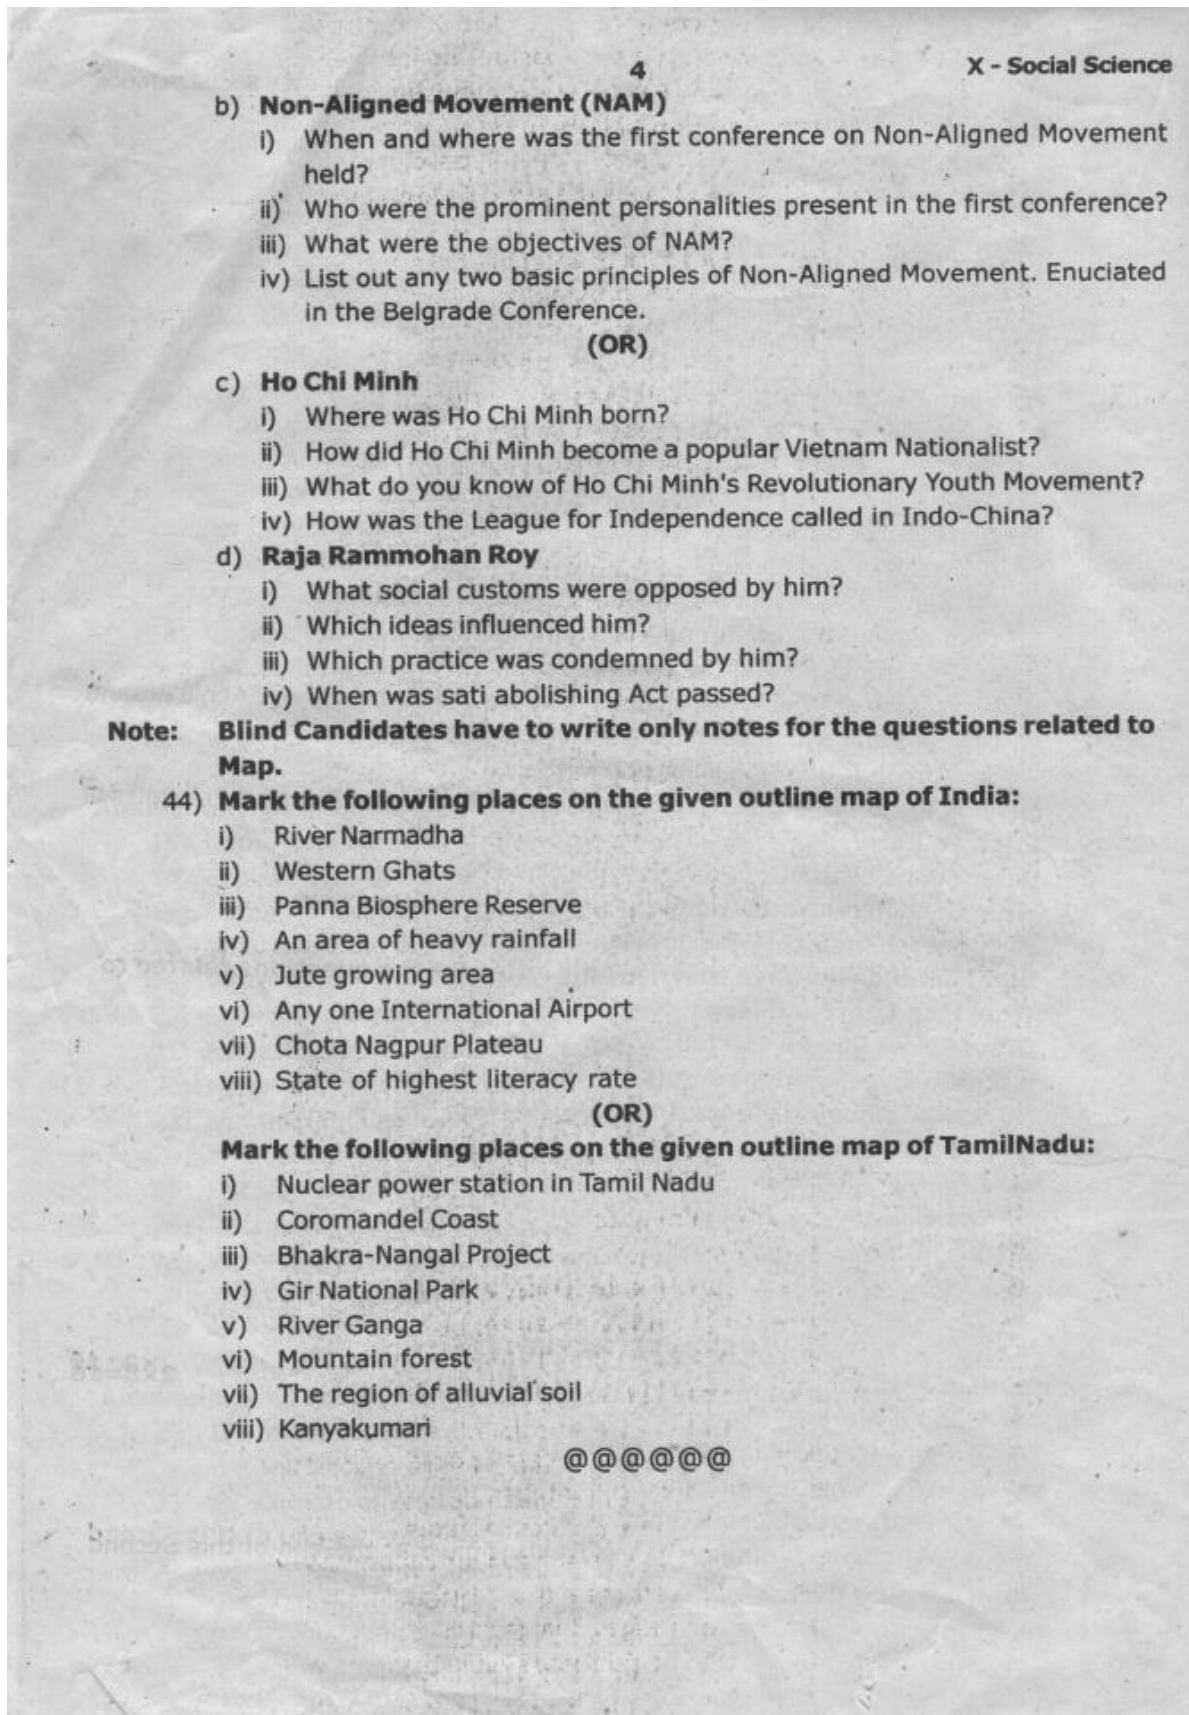 4
X - Social Science
b) Non-Aligned Movement (NAM)
i) When and where was the first conference on Non-Aligned Movement
held?
ii) Who were the prominent personalities present in the first conference?
iii) What were the objectives of NAM?
iv) List out any two basic principles of Non-Aligned Movement. Enuciated
in the Belgrade Conference.
(OR)
c) Ho Chi Minh
i) Where was Ho Chi Minh born?
ii) How did Ho Chi Minh become a popular Vietnam Nationalist?
iii) What do you know of Ho Chi Minh's Revolutionary Youth Movement?
iv) How was the League for Independence called in Indo-China?
d) Raja Rammohan Roy
i) What social customs were opposed by him?
ii) Which ideas influenced him?
iii) Which practice was condemned by him?
iv) When was sati abolishing Act passed?
Note: Blind Candidates have to write only notes for the questions related to
Map.
44) Mark the following places on the given outline map of India:
i) River Narmadha
ii) Western Ghats
iii) Panna Biosphere Reserve
iv) An area of heavy rainfall
v) Jute growing area
vi) Any one International Airport
vii) Chota Nagpur Plateau
viii) State of highest literacy rate
(OR)
Mark the following places on the given outline map of TamilNadu:
i) Nuclear power station in Tamil Nadu
ii) Coromandel Coast
iii) Bhakra-Nangal Project
iv) Gir National Park
v) River Ganga
vi) Mountain forest
vii) The region of alluvial soil
viii) Kanyakumari
@@@@@@